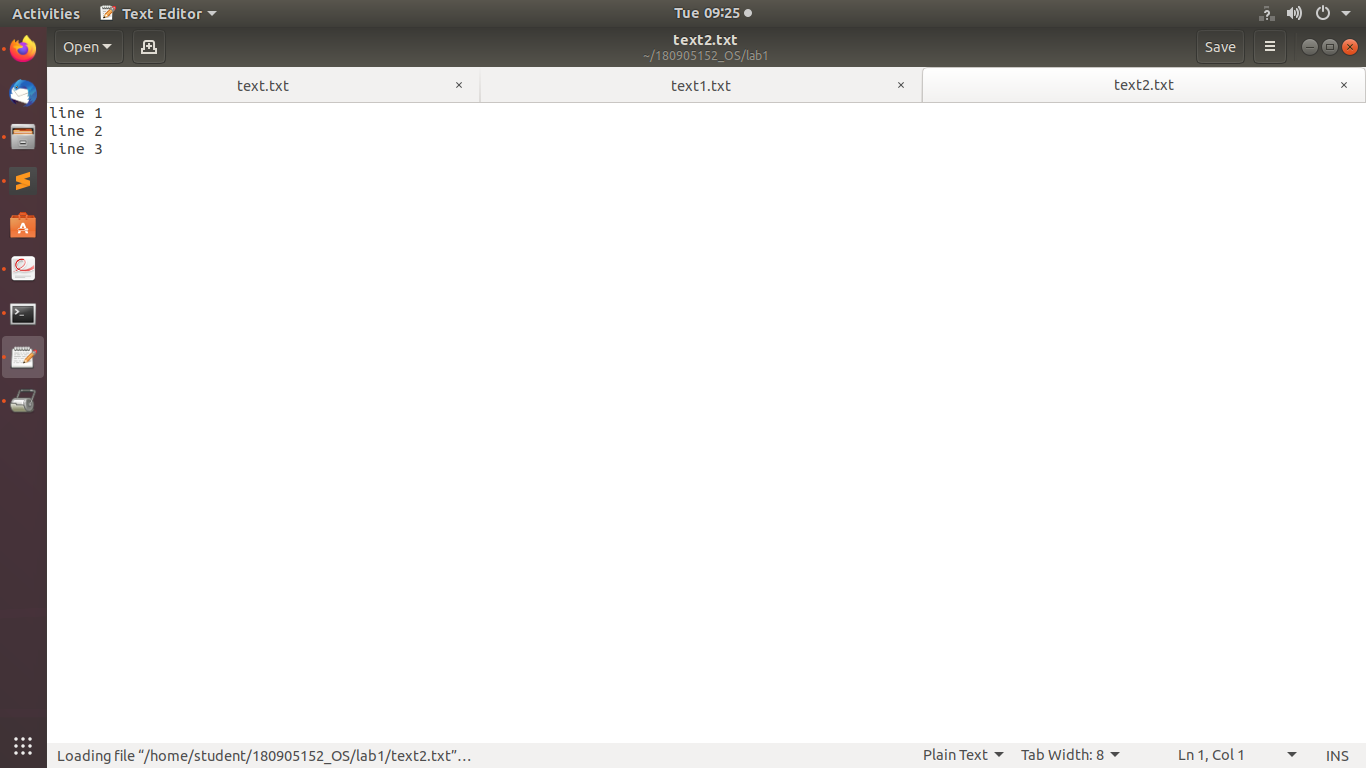 Activities Text Editor Tue 09:25
Open text2.txt Save
~/180905152_OS/lab1
text.txt × text1.txt × text2.txt ×
line 1
line 2
line 3
Loading file “/home/student/180905152_OS/lab1/text2.txt”… Plain Text Tab Width: 8 Ln 1, Col 1 INS